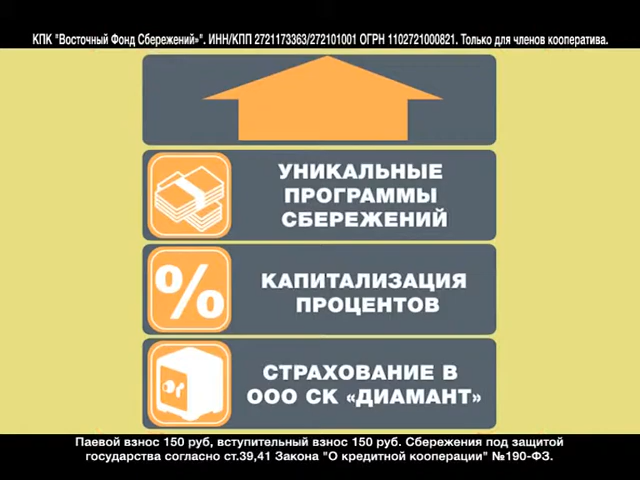 КПК "Восточный Фонд Сбережений»". ИНН/КПП 2721173363/272101001 ОГРН 1102721000821. Только для членов кооператива.
УНИКАЛЬНЫЕ
ПРОГРАММЫ
СБЕРЕЖЕНИЙ
%
КАПИТАЛИЗАЦИЯ
ПРОЦЕНТОВ
СТРАХОВАНИЕ В
ООО СК «ДИАМАНТ»
Паевой взнос 150 руб, вступительный взнос 150 руб. Сбережения под защитой
государства согласно ст.39,41 Закона "О кредитной кооперации" №190-ФЗ.